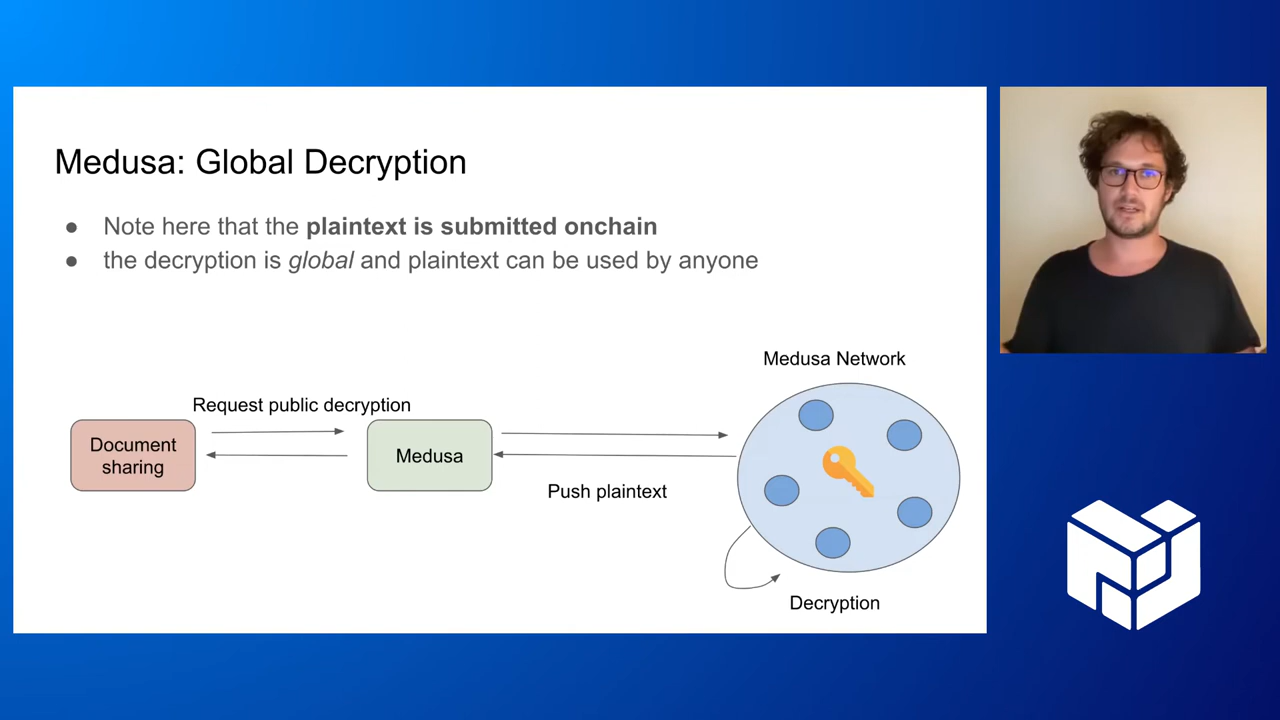 Medusa: Global Decryption
● Note here that the plaintext is submitted onchain
● the decryption is global and plaintext can be used by anyone
Medusa Network
Request public decryption
Document
sharing
Medusa
Push plaintext
Decryption